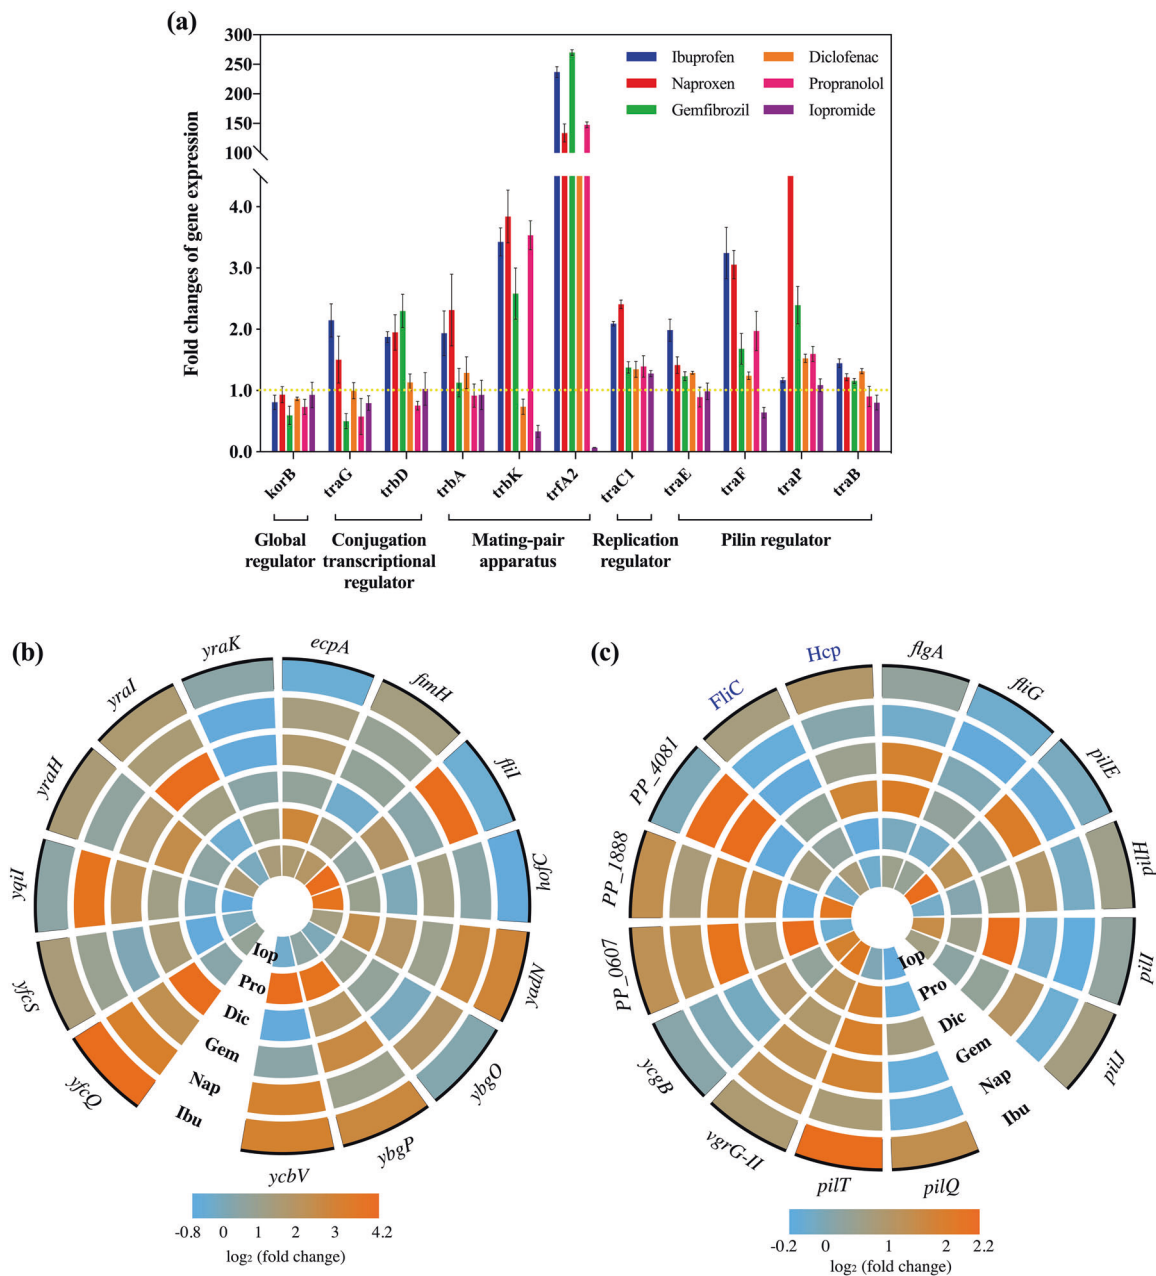 (a)
Fold changes of gene expression
300
250
200
150
100
4.0
3.0
2.0
1.0
0.0
Ibuprofen
Naproxen
Gemfibrozil
Diclofenac
Propranolol
Iopromide
korB
traG
trbD
trbA
trbK
trfA2
traC1
traE
traF
traP
traB
Global
regulator
Conjugation
transcriptional
regulator
Mating-pair
apparatus
Replication
regulator
Pilin regulator
(b)
yraK
ecpA
fimH
fliI
hofC
yadN
ybgO
ybgP
ycbV
yfcQ
yfcS
yqiI
yraH
yraI
Iop
Pro
Dic
Gem
Nap
Ibu
-0.8 0 1 2 3 4.2
log2 (fold change)
(c)
Hcp
flgA
fliG
pilE
pilH
pilI
pilJ
pilQ
pilT
vgrG-II
ycgB
PP_0607
PP_1888
PP_4081
FliC
Iop
Pro
Dic
Gem
Nap
Ibu
-0.2 0 1 2 2.2
log2 (fold change)